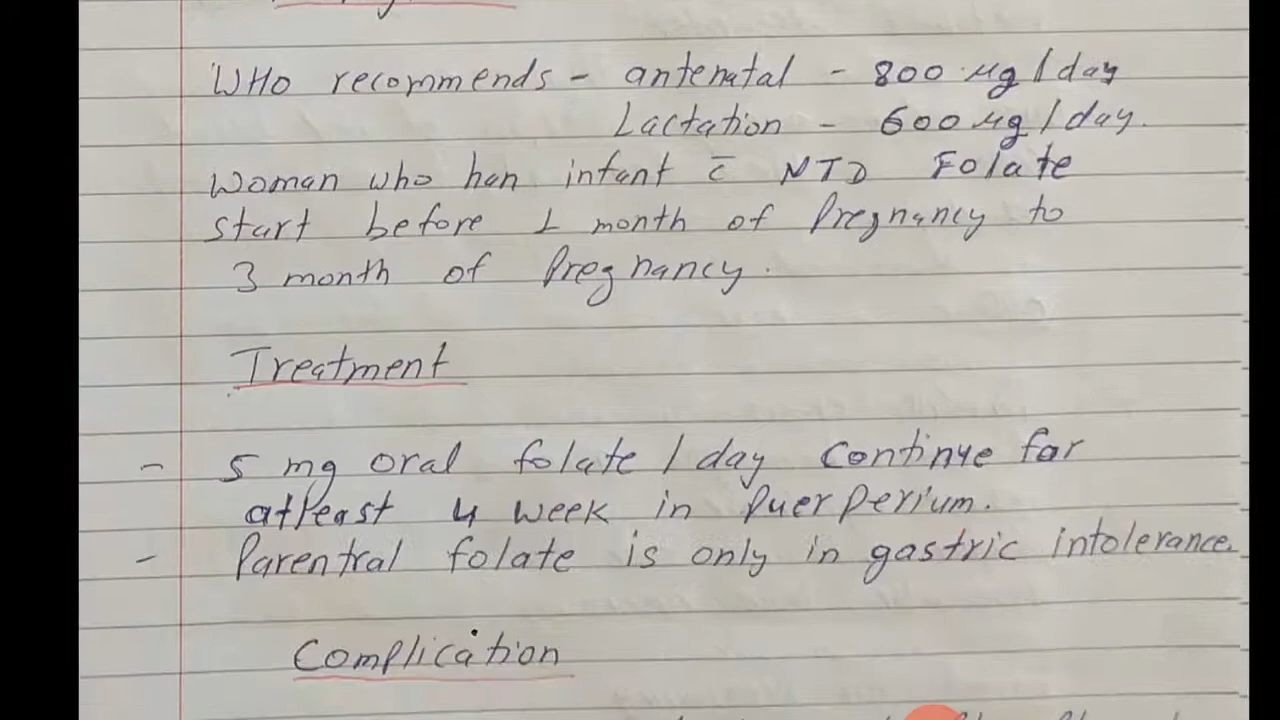 WHO recommends - antenatal - 800 μg / day
Lactation - 600 μg / day.
Woman who han infant c̄ NTD Folate
start before 1 month of Pregnancy to
3 month of Pregnancy.
Treatment
- 5 mg oral folate / day Continue for
atleast 4 week in Puerperium.
- Parentral folate is only in gastric intolerance.
Complication